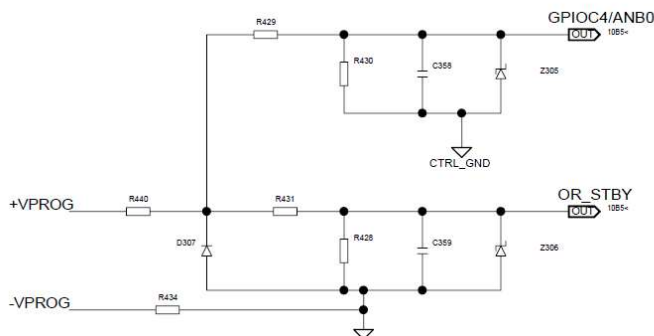 GPIOC4/ANB0
R429
OUT
10B5<
R430
C358
Z305
CTRL_GND
OR_STBY
+VPROG
R440
R431
OUT
10B5<
D307
R428
C359
Z306
-VPROG
R434